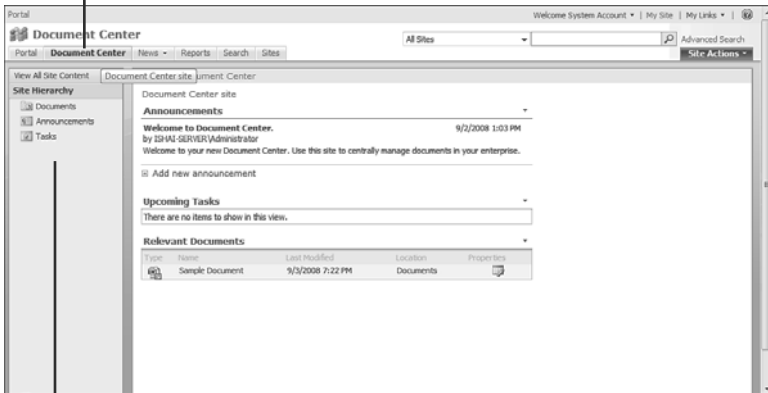 Portal Welcome System Account ▾ | My Site | My Links ▾ |
Document Center All Sites Advanced Search
Portal Document Center News ▾ Reports Search Sites Site Actions ▾
View All Site Content Document Center site ument Center
Site Hierarchy
Documents
Announcements
Tasks
Document Center site
Announcements
Welcome to Document Center. 9/2/2008 1:03 PM
by ISHAI-SERVER\Administrator
Welcome to your new Document Center. Use this site to centrally manage documents in your enterprise.
Add new announcement
Upcoming Tasks
There are no items to show in this view.
Relevant Documents
Type Name Last Modified Location Properties
Sample Document 9/3/2008 7:22 PM Documents